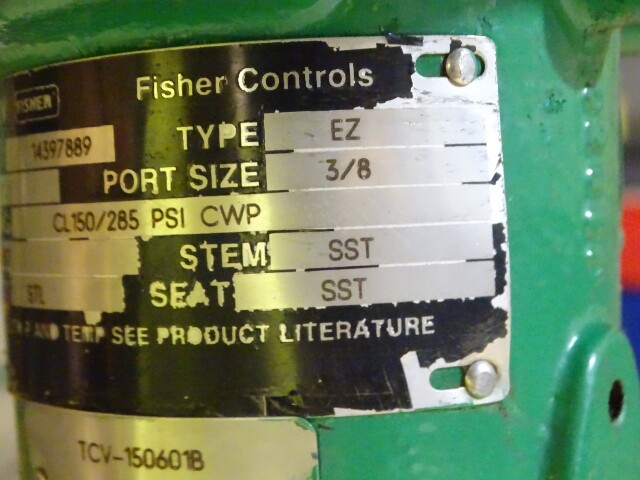 Fisher Controls
FISHER
14397889 TYPE EZ
PORT SIZE 3/8
CL150/285 PSI CWP
STEM SST
STL SEAT SST
AND TEMP SEE PRODUCT LITERATURE
TCV-150601B